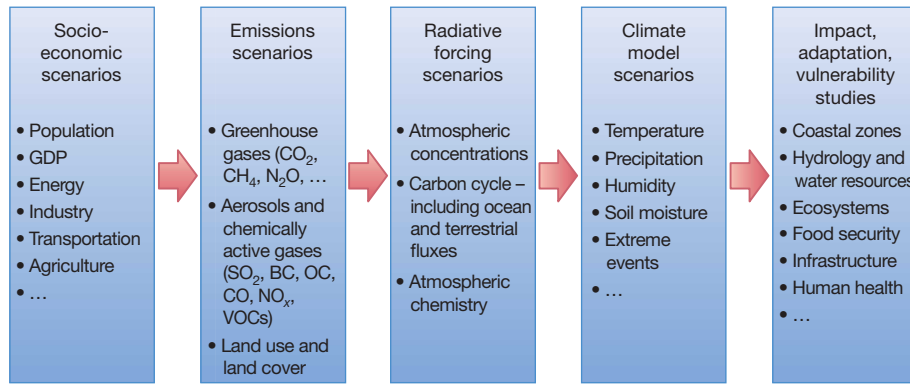 Socio-
economic
scenarios
• Population
• GDP
• Energy
• Industry
• Transportation
• Agriculture
• …
Emissions
scenarios
• Greenhouse
gases (CO₂,
CH₄, N₂O, …
• Aerosols and
chemically
active gases
(SO₂, BC, OC,
CO, NOₓ,
VOCs)
• Land use and
land cover
Radiative
forcing
scenarios
• Atmospheric
concentrations
• Carbon cycle –
including ocean
and terrestrial
fluxes
• Atmospheric
chemistry
Climate
model
scenarios
• Temperature
• Precipitation
• Humidity
• Soil moisture
• Extreme
events
• …
Impact,
adaptation,
vulnerability
studies
• Coastal zones
• Hydrology and
water resources
• Ecosystems
• Food security
• Infrastructure
• Human health
• …